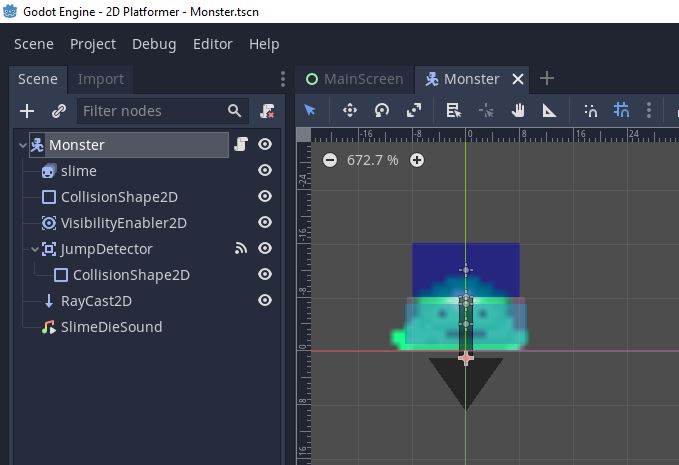 Godot Engine - 2D Platformer - Monster.tscn
Scene Project Debug Editor Help
Scene Import
MainScreen Monster
Filter nodes
Monster
slime
CollisionShape2D
VisibilityEnabler2D
JumpDetector
CollisionShape2D
RayCast2D
SlimeDieSound
-16 -8 0 8 16 24
672.7 %
-24
-16
-8
0
8
16